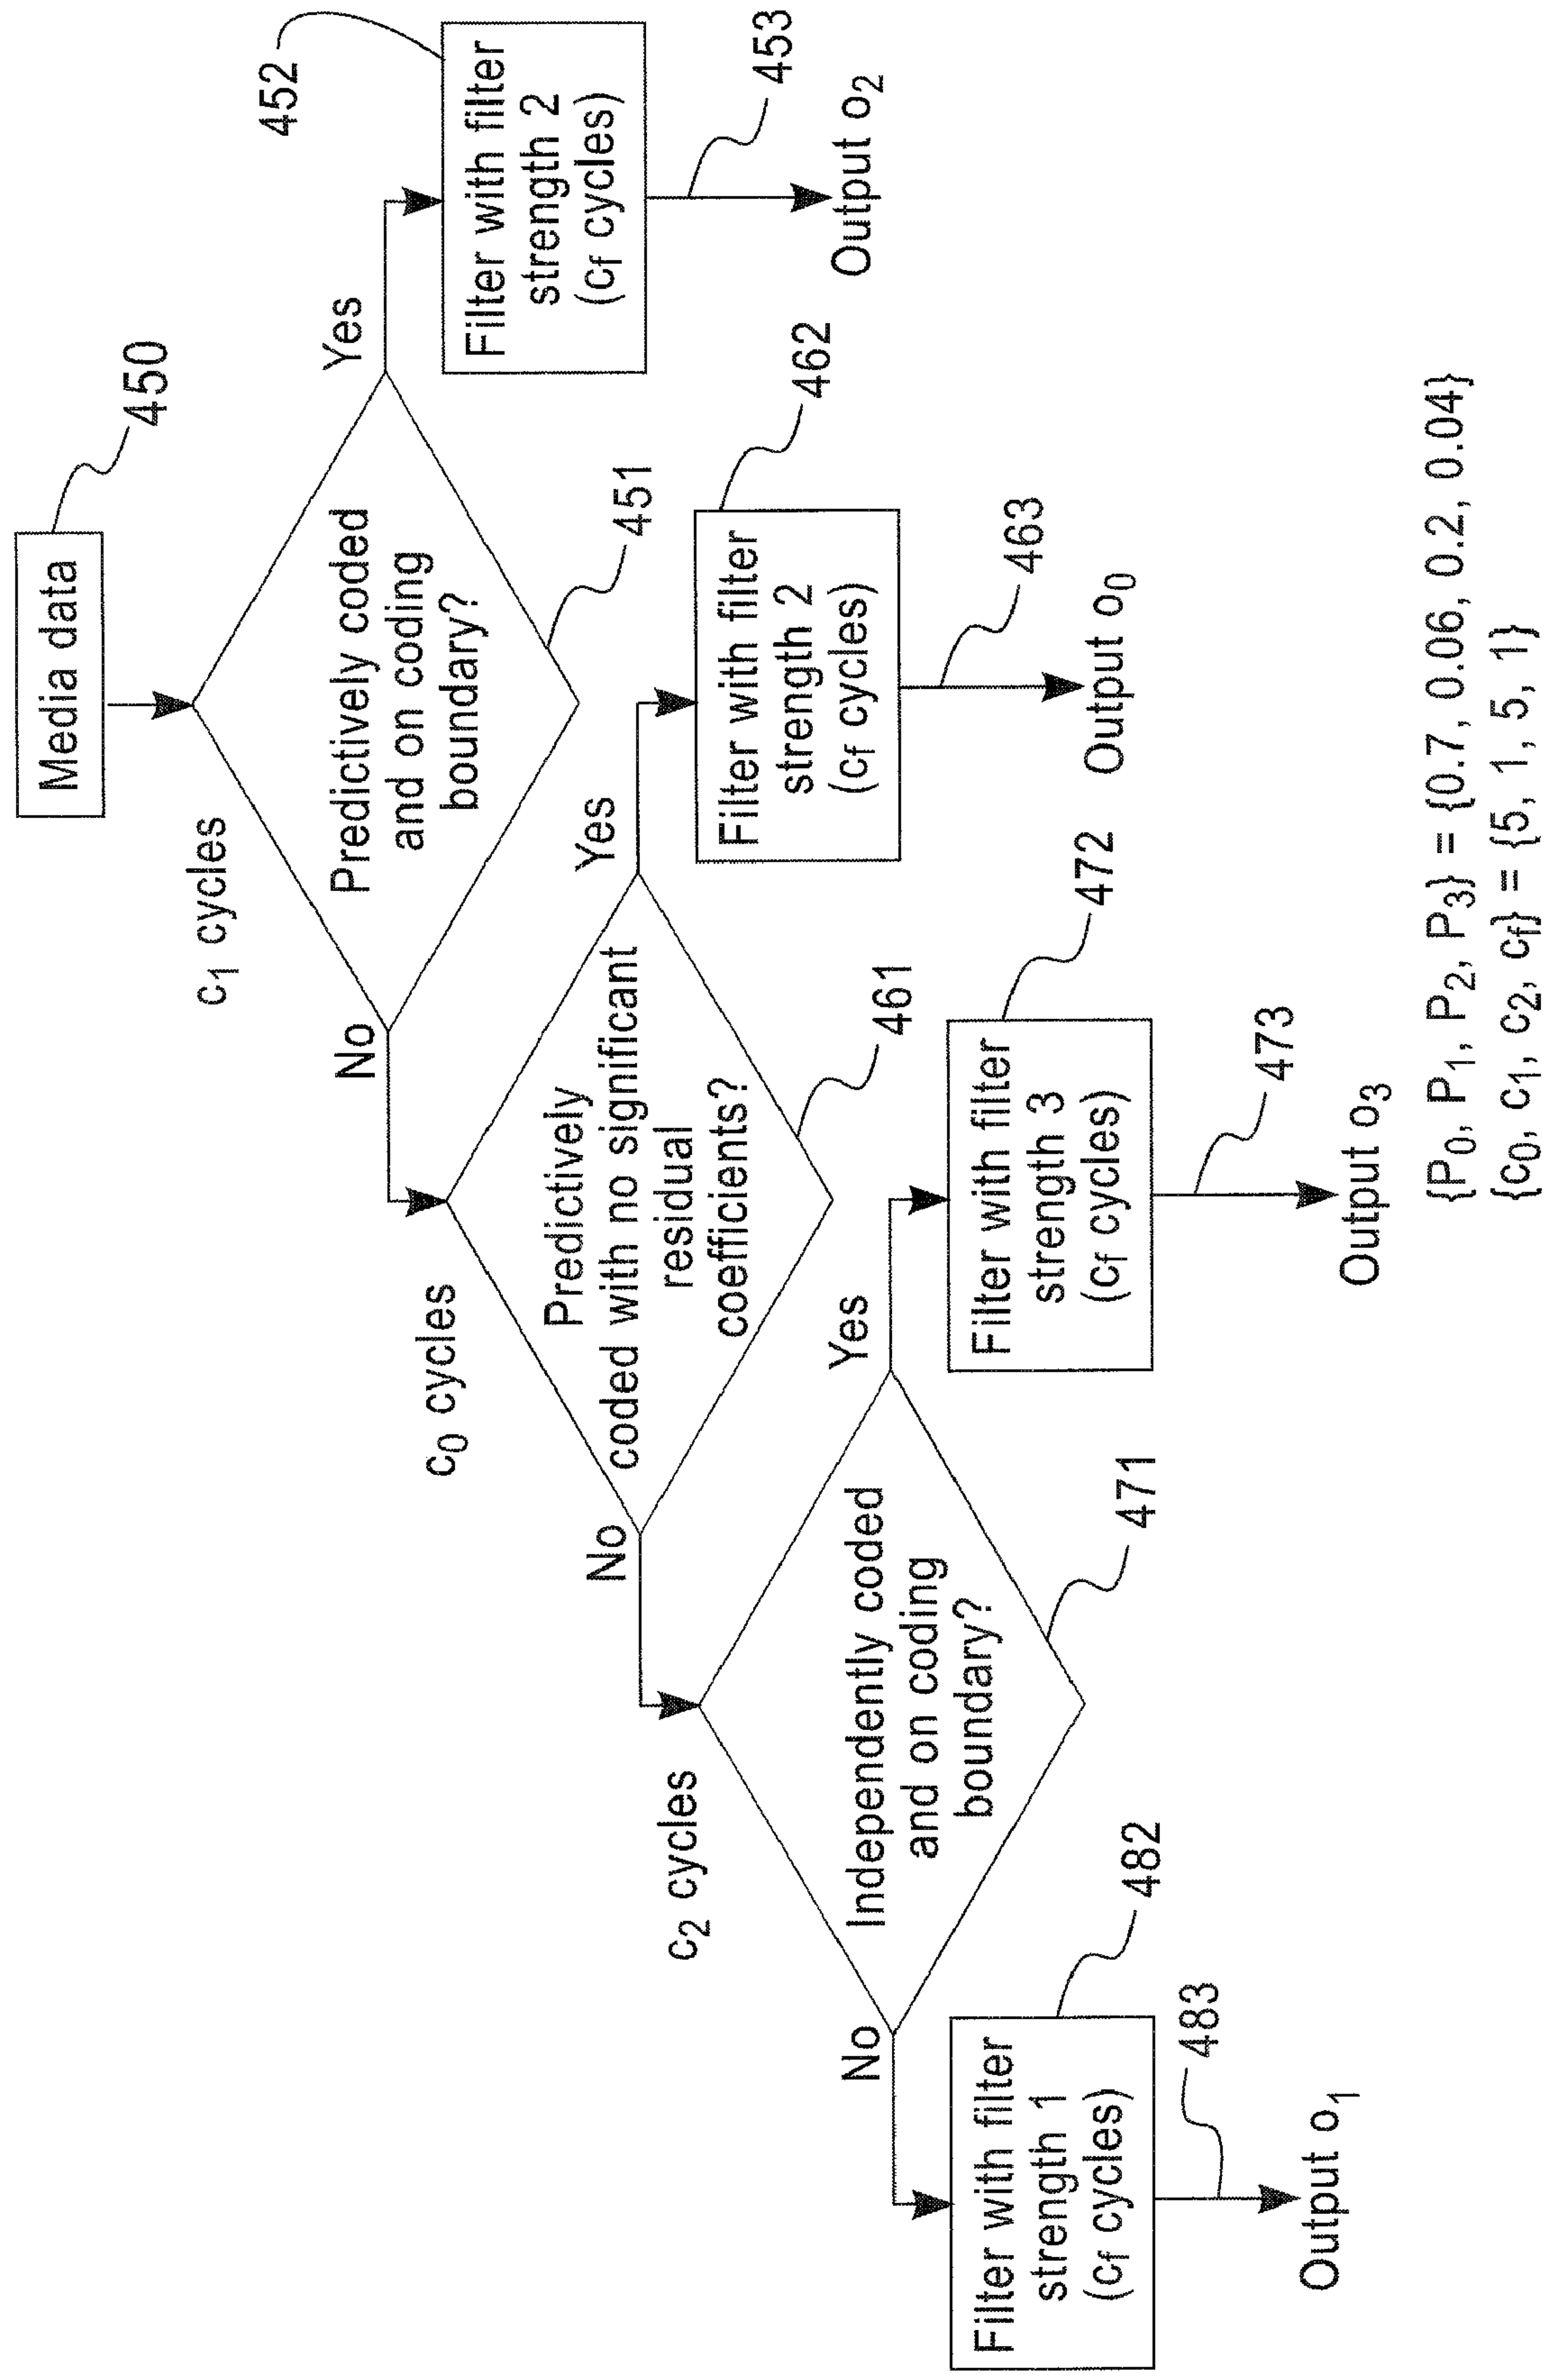 Media data
450
c1 cycles
Predictively coded
and on coding
boundary?
451
Yes
452
Filter with filter
strength 2
(cf cycles)
453
Output o2
No
c0 cycles
Predictively
coded with no significant
residual
coefficients?
461
Yes
462
Filter with filter
strength 2
(cf cycles)
463
Output o0
No
c2 cycles
Independently coded
and on coding
boundary?
471
Yes
472
Filter with filter
strength 3
(cf cycles)
473
Output o3
No
482
Filter with filter
strength 1
(cf cycles)
483
Output o1
{P0, P1, P2, P3} = {0.7, 0.06, 0.2, 0.04}
{c0, c1, c2, cf} = {5, 1, 5, 1}